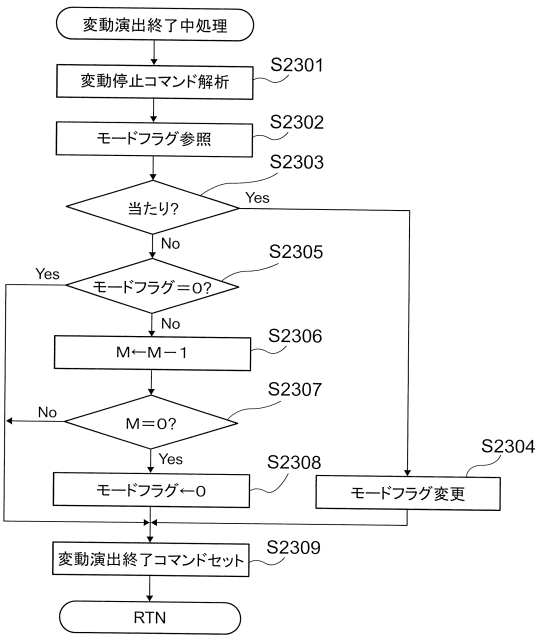 変動演出終了中処理
S2301
変動停止コマンド解析
S2302
モードフラグ参照
S2303
当たり?
Yes
No
S2305
Yes
モードフラグ=0?
No
S2306
M←M-1
S2307
No
M=0?
Yes
S2308
モードフラグ←0
S2304
モードフラグ変更
S2309
変動演出終了コマンドセット
RTN